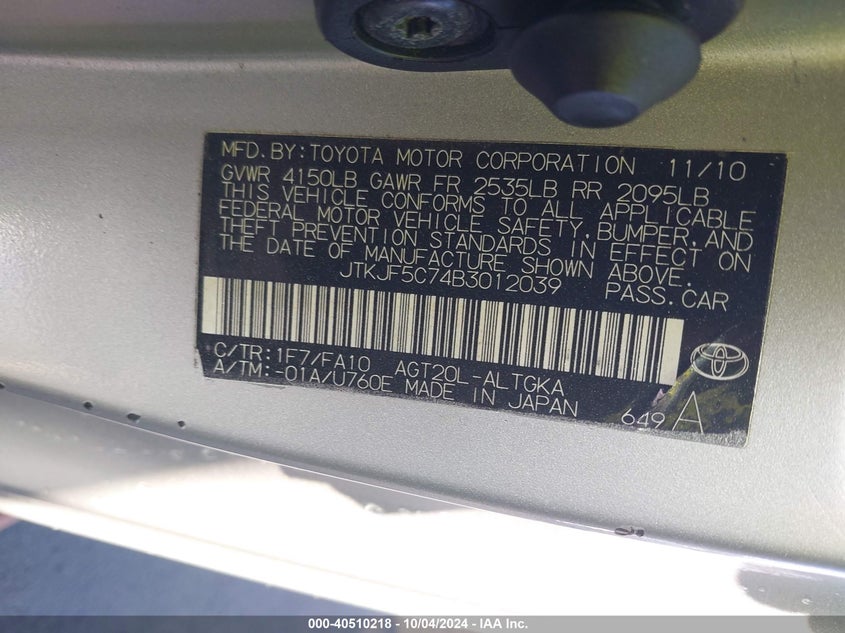 MFD.BY:TOYOTA MOTOR CORPORATION 11/10
GVWR 4150LB GAWR FR 2535LB RR 2095LB
THIS VEHICLE CONFORMS TO ALL APPLICABLE
FEDERAL MOTOR VEHICLE SAFETY,BUMPER,AND
THEFT PREVENTION STANDARDS IN EFFECT ON
THE DATE OF MANUFACTURE SHOWN ABOVE.
JTKJF5C74B3012039 PASS.CAR
C/TR:1F7/FA10 AGT20L-ALTGKA
A/TM:-01A/U760E MADE IN JAPAN
649 A
000-40510218 - 10/04/2024 - IAA Inc.